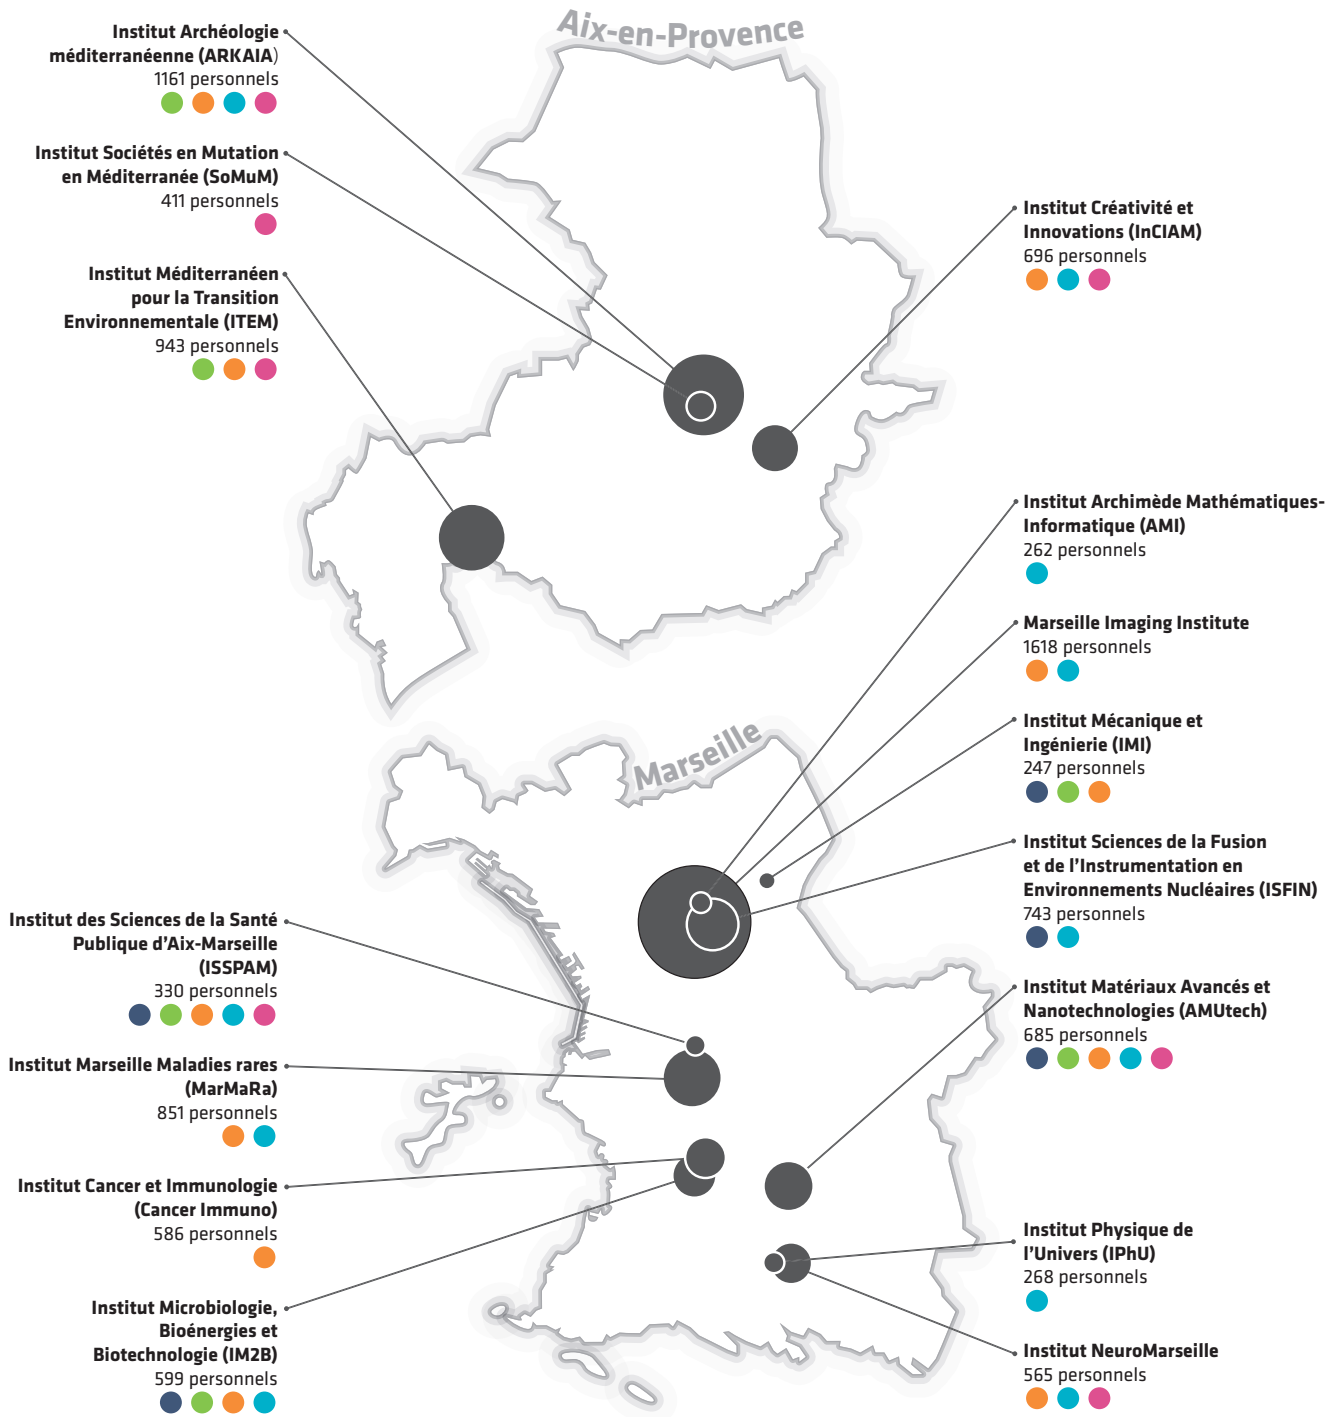 Aix-en-Provence
Institut Archéologie
méditerranéenne (ARKAIA)
1161 personnels
Institut Sociétés en Mutation
en Méditerranée (SoMuM)
411 personnels
Institut Méditerranéen
pour la Transition
Environnementale (ITEM)
943 personnels
Institut Créativité et
Innovations (InCIAM)
696 personnels
Institut Archimède Mathématiques-
Informatique (AMI)
262 personnels
Marseille Imaging Institute
1618 personnels
Institut Mécanique et
Ingénierie (IMI)
247 personnels
Marseille
Institut Sciences de la Fusion
et de l'Instrumentation en
Environnements Nucléaires (ISFIN)
743 personnels
Institut des Sciences de la Santé
Publique d'Aix-Marseille
(ISSPAM)
330 personnels
Institut Matériaux Avancés et
Nanotechnologies (AMUtech)
685 personnels
Institut Marseille Maladies rares
(MarMaRa)
851 personnels
Institut Cancer et Immunologie
(Cancer Immuno)
586 personnels
Institut Physique de
l'Univers (IPhU)
268 personnels
Institut Microbiologie,
Bioénergies et
Biotechnologie (IM2B)
599 personnels
Institut NeuroMarseille
565 personnels